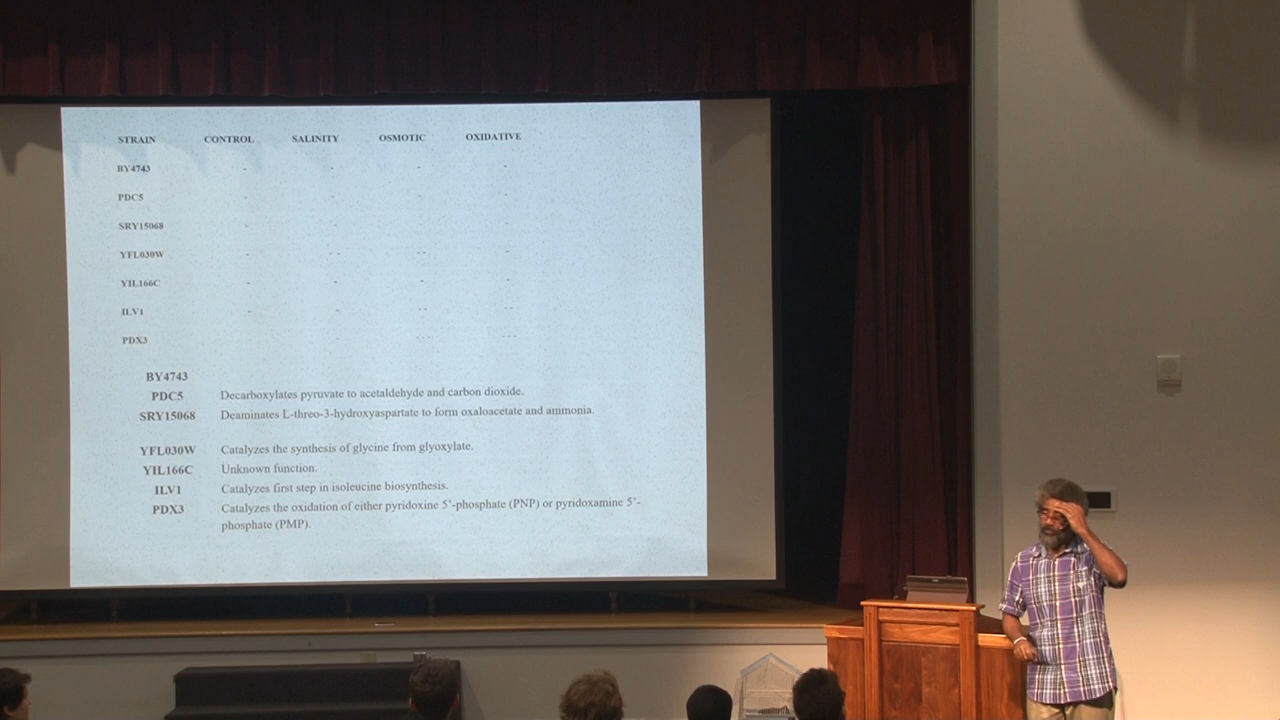 STRAIN CONTROL SALINITY OSMOTIC OXIDATIVE
BY4743 - - - -
PDC5 - - - -
SRY15068 - - - -
YFL030W - -- -- -
YIL166C - - - -
ILV1 - - -- --
PDX3 - - --- ---
BY4743
PDC5 Decarboxylates pyruvate to acetaldehyde and carbon dioxide.
SRY15068 Deaminates L-threo-3-hydroxyaspartate to form oxaloacetate and ammonia.
YFL030W Catalyzes the synthesis of glycine from glyoxylate.
YIL166C Unknown function.
ILV1 Catalyzes first step in isoleucine biosynthesis.
PDX3 Catalyzes the oxidation of either pyridoxine 5’-phosphate (PNP) or pyridoxamine 5’-
phosphate (PMP).